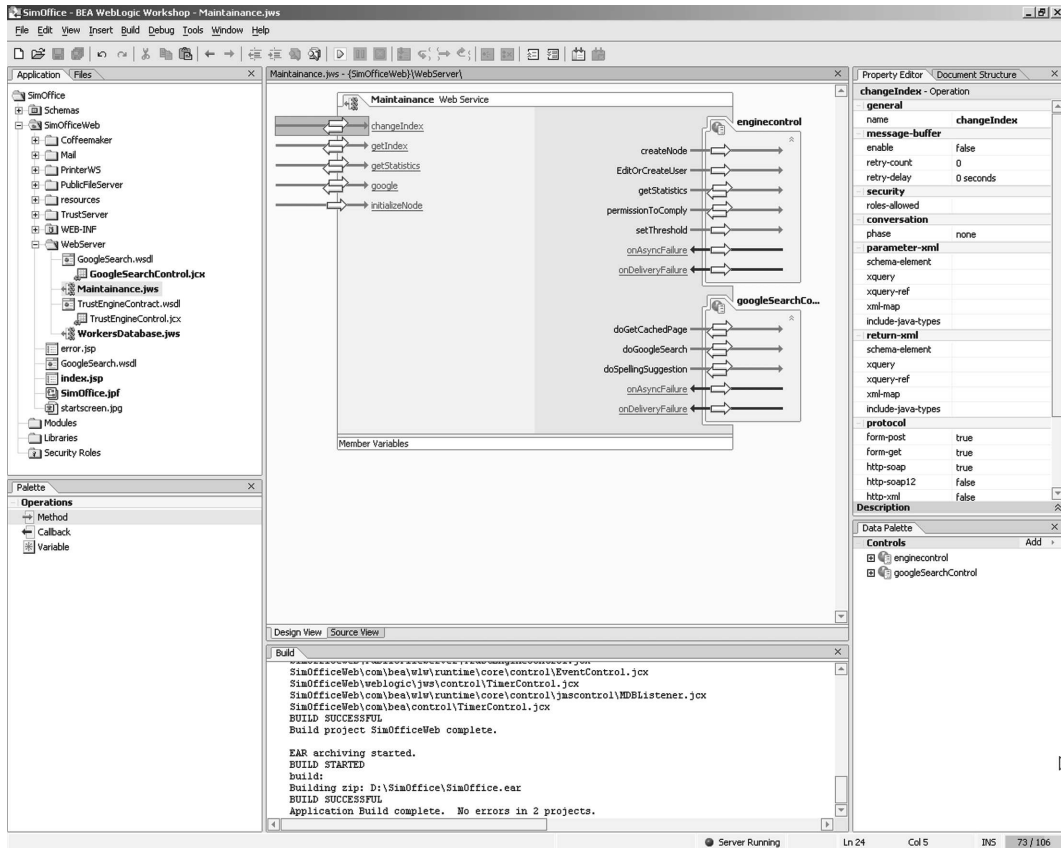 SimOffice - BEA WebLogic Workshop - Maintainance.jws
File Edit View Insert Build Debug Tools Window Help
Application Files
SimOffice
Schemas
SimOfficeWeb
Coffeemaker
Mail
PrinterWS
PublicFileServer
resources
TrustServer
WEB-INF
WebServer
GoogleSearch.wsdl
GoogleSearchControl.jcx
Maintainance.jws
TrustEngineContract.wsdl
TrustEngineControl.jcx
WorkersDatabase.jws
error.jsp
GoogleSearch.wsdl
index.jsp
SimOffice.jpf
startscreen.jpg
Modules
Libraries
Security Roles
Palette
Operations
Method
Callback
Variable
Maintainance.jws - {SimOfficeWeb}\WebServer\
Maintainance Web Service
changeIndex
getIndex
getStatistics
google
initializeNode
enginecontrol
createNode
EditOrCreateUser
getStatistics
permissionToComply
setThreshold
onAsyncFailure
onDeliveryFailure
googleSearchCo...
doGetCachedPage
doGoogleSearch
doSpellingSuggestion
onAsyncFailure
onDeliveryFailure
Member Variables
Design View Source View
Build
SimOfficeWeb\PublicFileServer\TrustEngineControl.jcx
SimOfficeWeb\com\bea\wlw\runtime\core\control\EventControl.jcx
SimOfficeWeb\weblogic\jws\control\TimerControl.jcx
SimOfficeWeb\com\bea\wlw\runtime\core\control\jmscontrol\MDBListener.jcx
SimOfficeWeb\com\bea\control\TimerControl.jcx
BUILD SUCCESSFUL
Build project SimOfficeWeb complete.
EAR archiving started.
BUILD STARTED
build:
Building zip: D:\SimOffice\SimOffice.ear
BUILD SUCCESSFUL
Application Build complete. No errors in 2 projects.
Property Editor Document Structure
changeIndex - Operation
general
name changeIndex
message-buffer
enable false
retry-count 0
retry-delay 0 seconds
security
roles-allowed
conversation
phase none
parameter-xml
schema-element
xquery
xquery-ref
xml-map
include-java-types
return-xml
schema-element
xquery
xquery-ref
xml-map
include-java-types
protocol
form-post true
form-get true
http-soap true
http-soap12 false
http-xml false
Description
Data Palette
Controls Add
enginecontrol
googleSearchControl
Server Running Ln 24 Col 5 INS 73 / 106